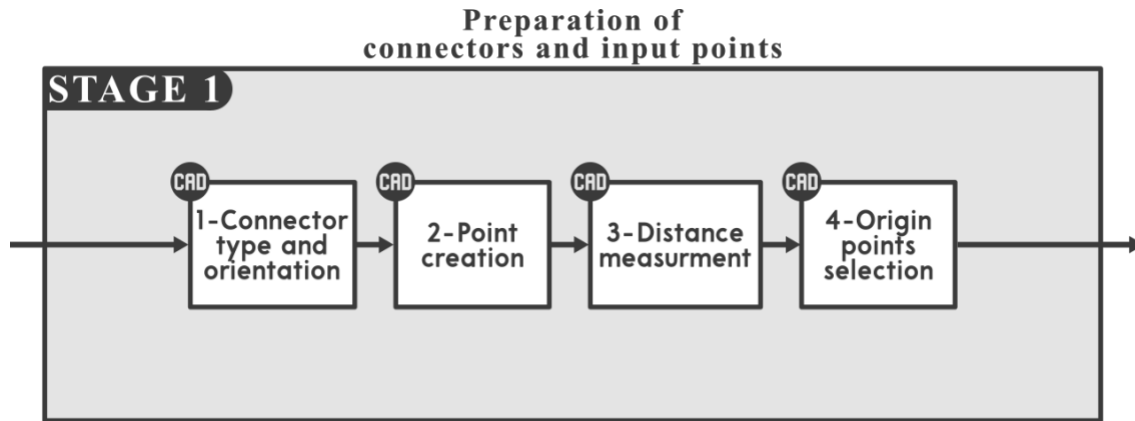 Preparation of
connectors and input points
STAGE 1
CAD
CAD
CAD
CAD
1-Connector
type and
orientation
2-Point
creation
3-Distance
measurment
4-Origin
points
selection